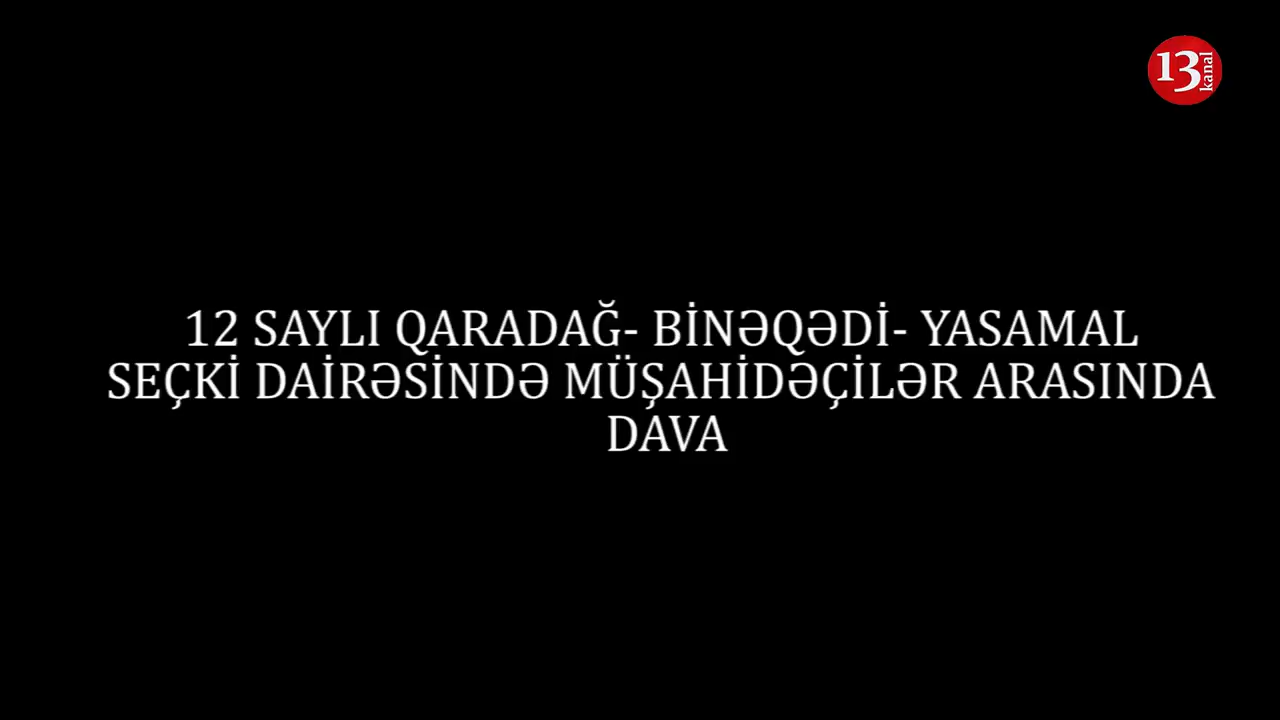 13 kanal
12 SAYLI QARADAĞ- BİNƏQƏDİ- YASAMAL
SEÇKİ DAİRƏSİNDƏ MÜŞAHİDƏÇİLƏR ARASINDA
DAVA